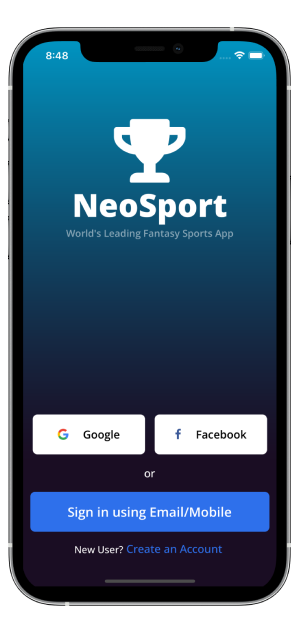 8:48
NeoSport
World's Leading Fantasy Sports App
Google
Facebook
or
Sign in using Email/Mobile
New User? Create an Account